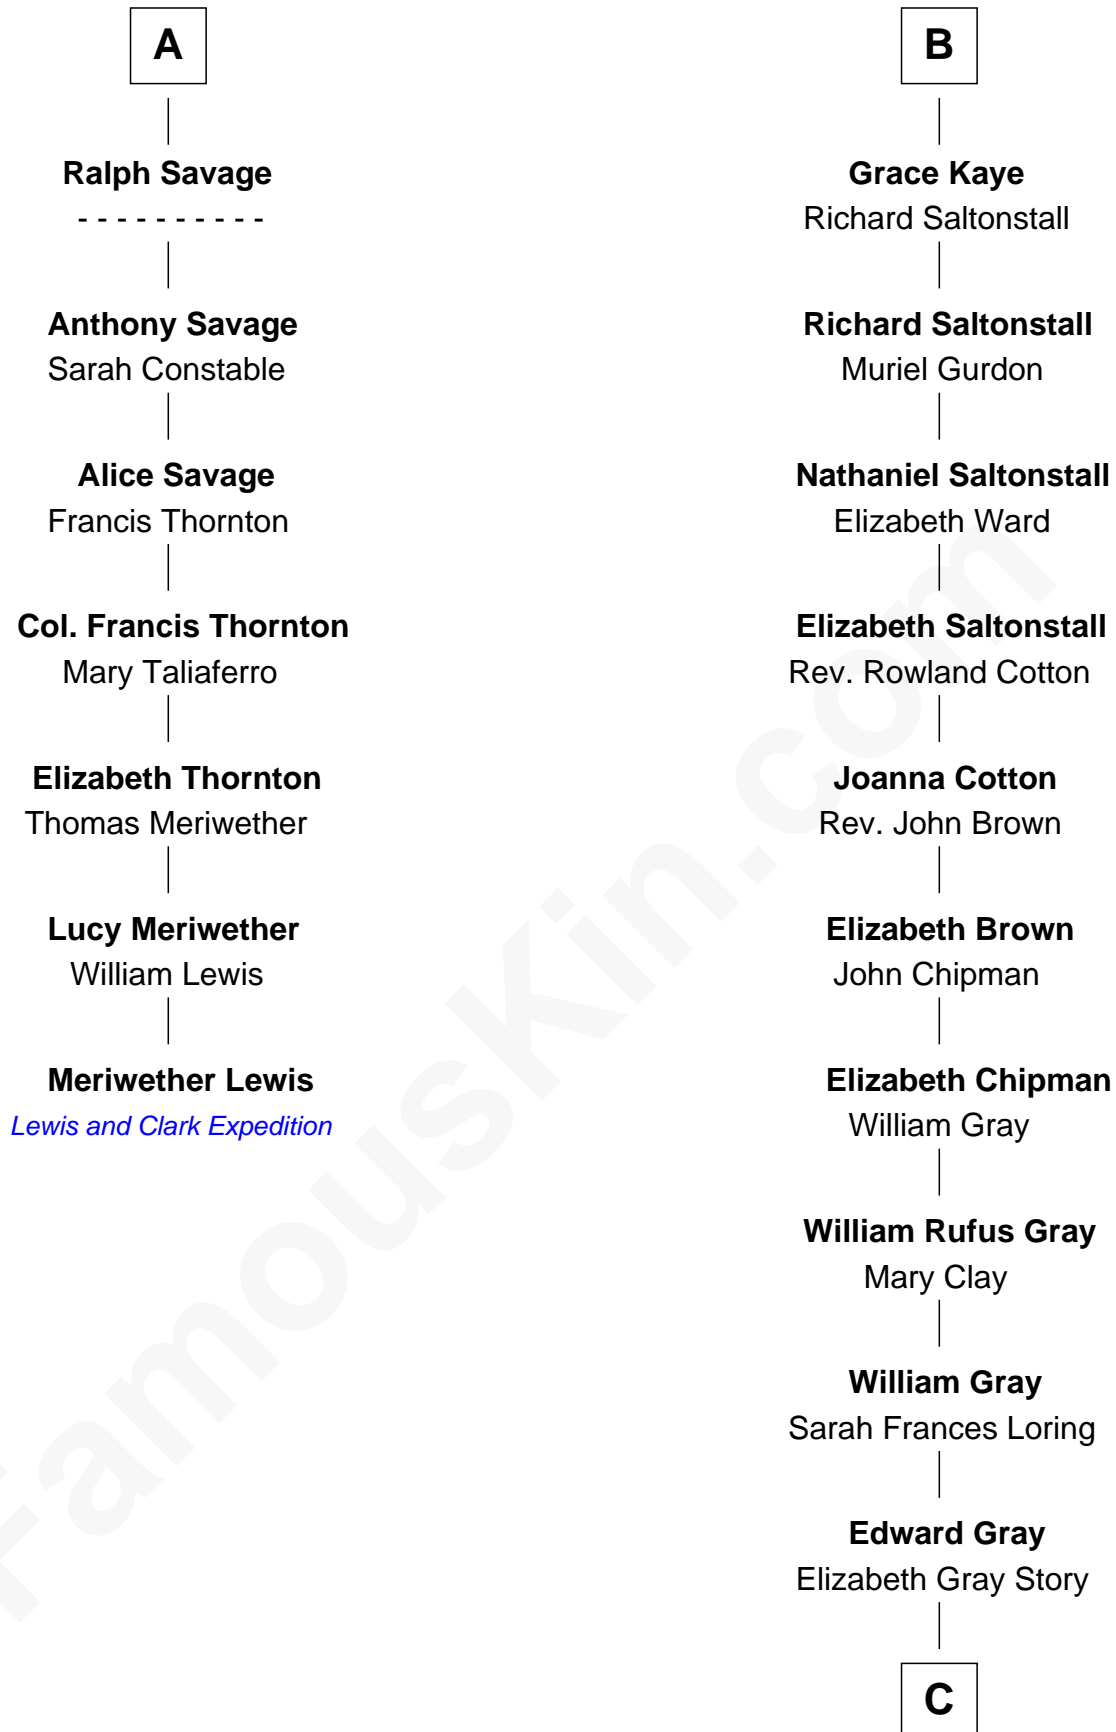 A
Ralph Savage
- - - - - - - - - -
Anthony Savage
Sarah Constable
Alice Savage
Francis Thornton
Col. Francis Thornton
Mary Taliaferro
Elizabeth Thornton
Thomas Meriwether
Lucy Meriwether
William Lewis
Meriwether Lewis
Lewis and Clark Expedition
B
Grace Kaye
Richard Saltonstall
Richard Saltonstall
Muriel Gurdon
Nathaniel Saltonstall
Elizabeth Ward
Elizabeth Saltonstall
Rev. Rowland Cotton
Joanna Cotton
Rev. John Brown
Elizabeth Brown
John Chipman
Elizabeth Chipman
William Gray
William Rufus Gray
Mary Clay
William Gray
Sarah Frances Loring
Edward Gray
Elizabeth Gray Story
C
FamousKin.com